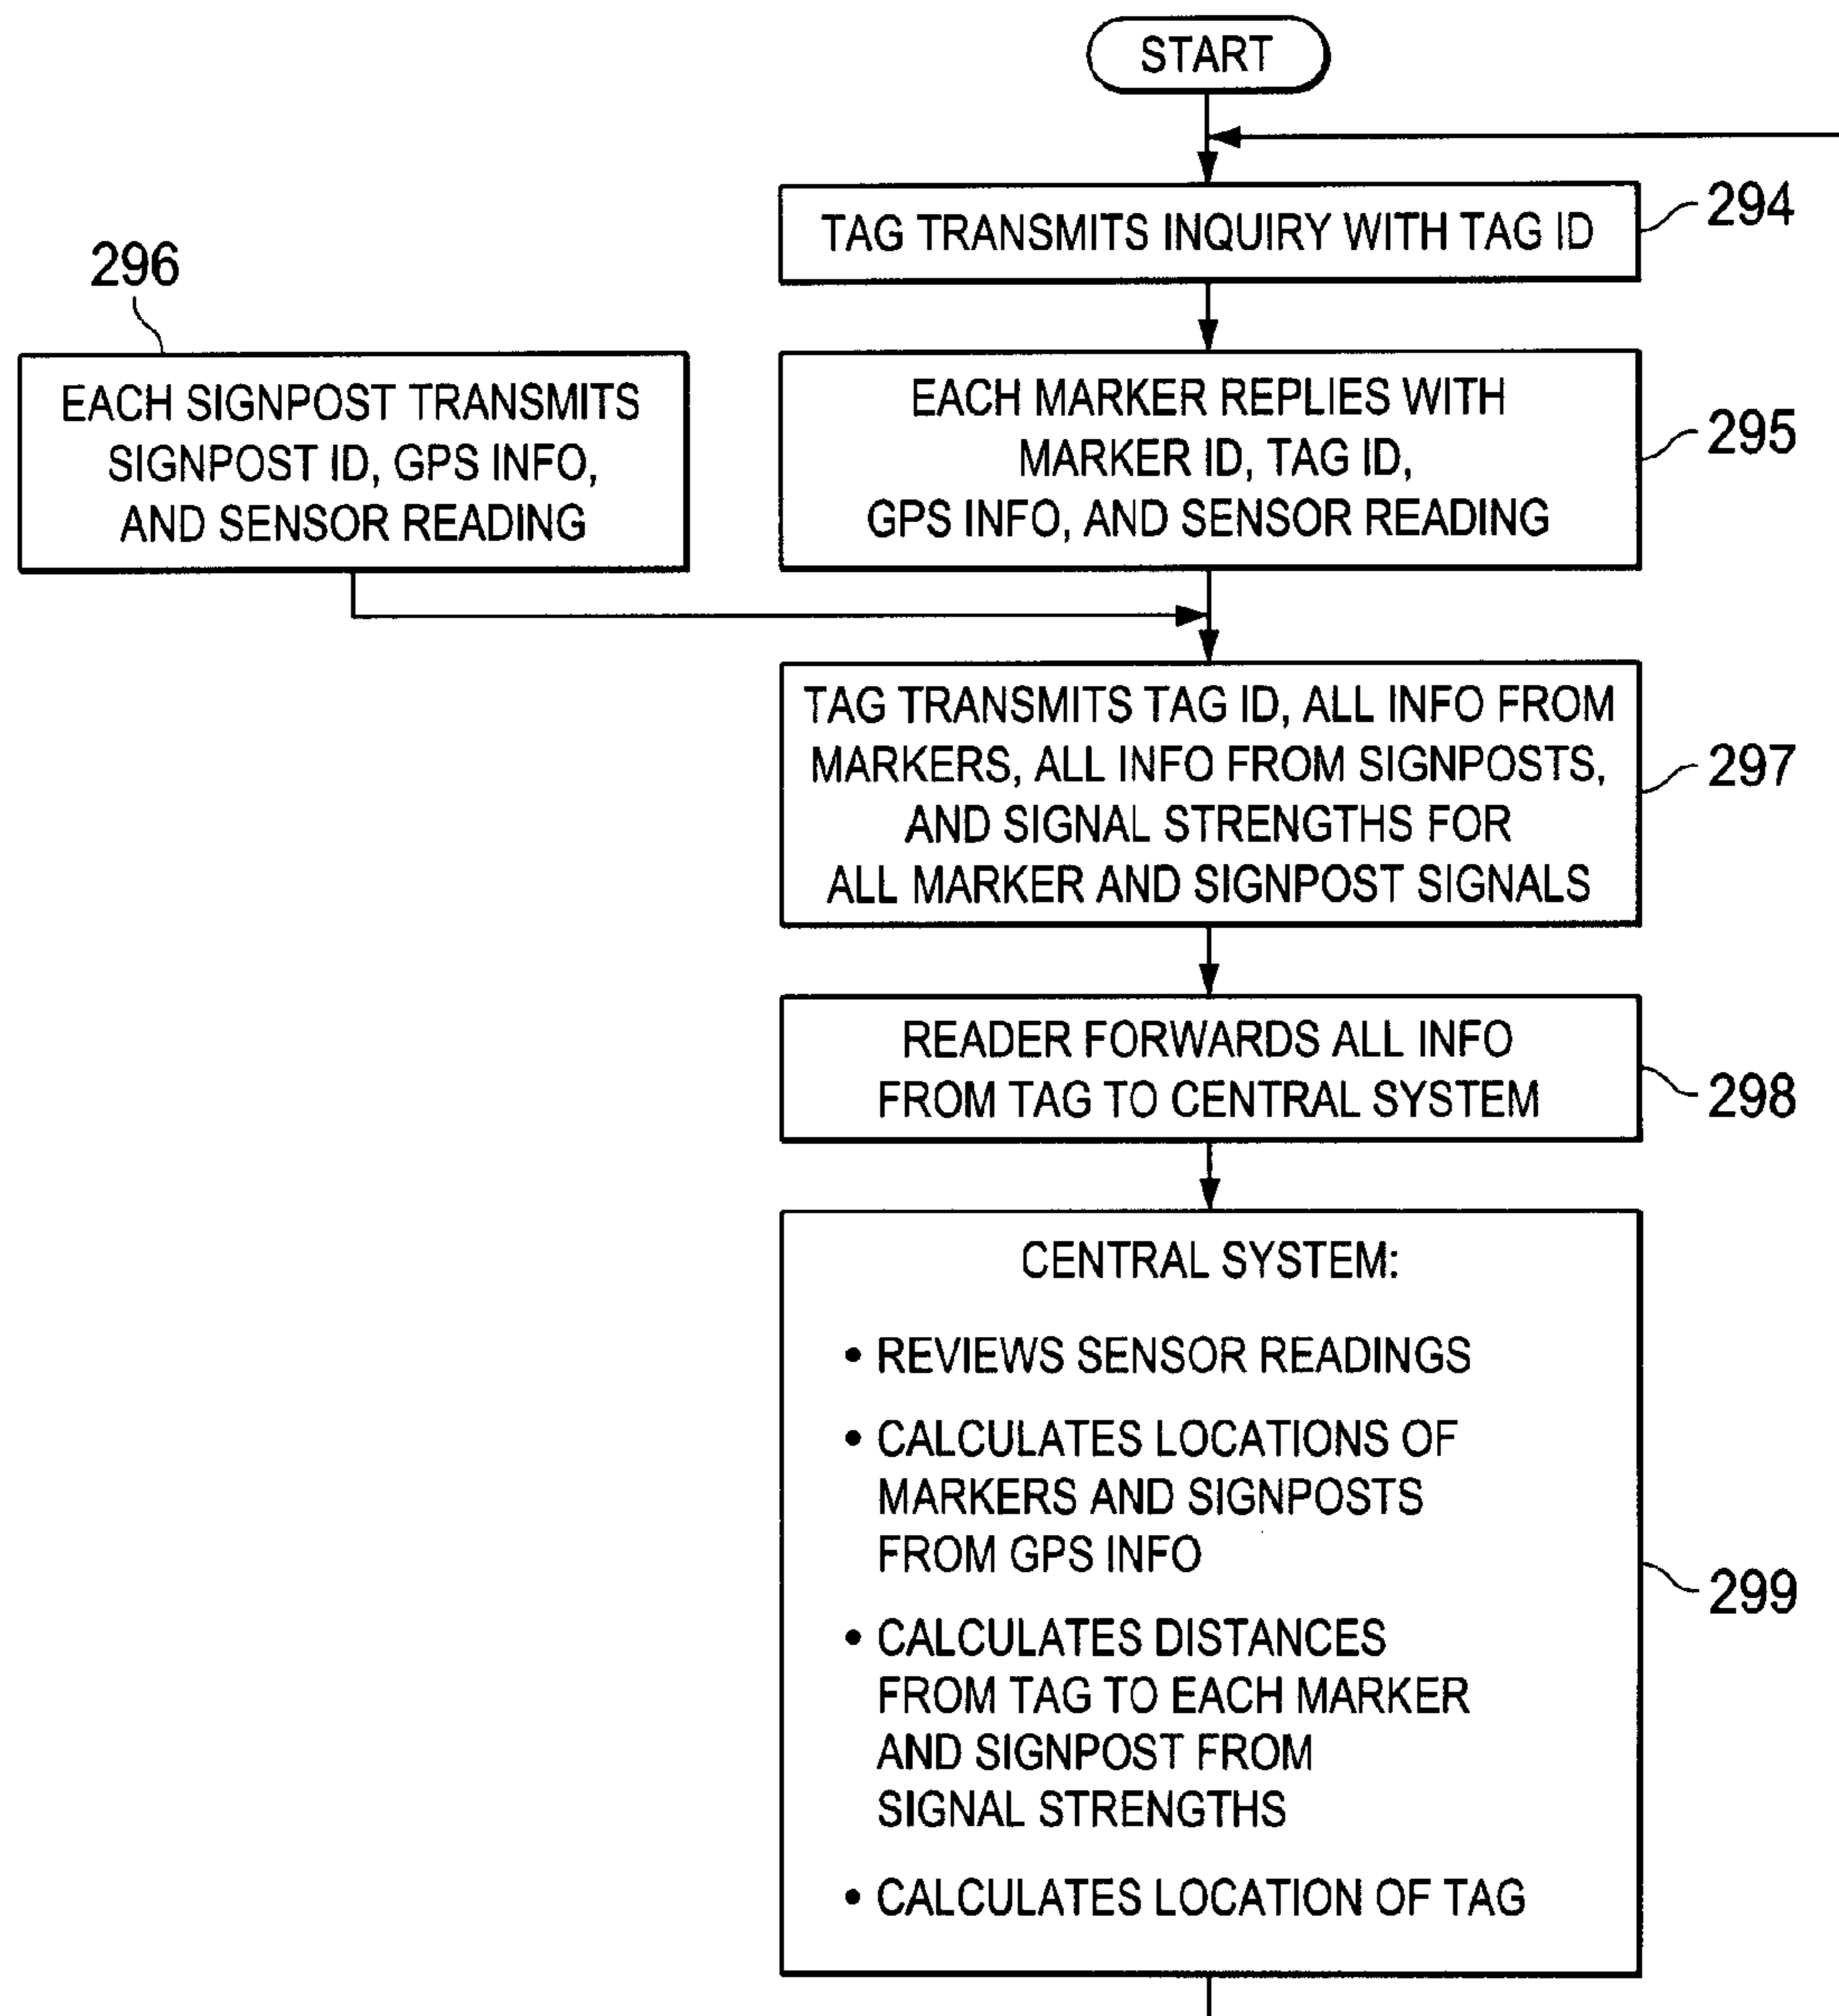 START
TAG TRANSMITS INQUIRY WITH TAG ID
294
296
EACH SIGNPOST TRANSMITS
SIGNPOST ID, GPS INFO,
AND SENSOR READING
EACH MARKER REPLIES WITH
MARKER ID, TAG ID,
GPS INFO, AND SENSOR READING
295
TAG TRANSMITS TAG ID, ALL INFO FROM
MARKERS, ALL INFO FROM SIGNPOSTS,
AND SIGNAL STRENGTHS FOR
ALL MARKER AND SIGNPOST SIGNALS
297
READER FORWARDS ALL INFO
FROM TAG TO CENTRAL SYSTEM
298
CENTRAL SYSTEM:
• REVIEWS SENSOR READINGS
• CALCULATES LOCATIONS OF
MARKERS AND SIGNPOSTS
FROM GPS INFO
• CALCULATES DISTANCES
FROM TAG TO EACH MARKER
AND SIGNPOST FROM
SIGNAL STRENGTHS
• CALCULATES LOCATION OF TAG
299